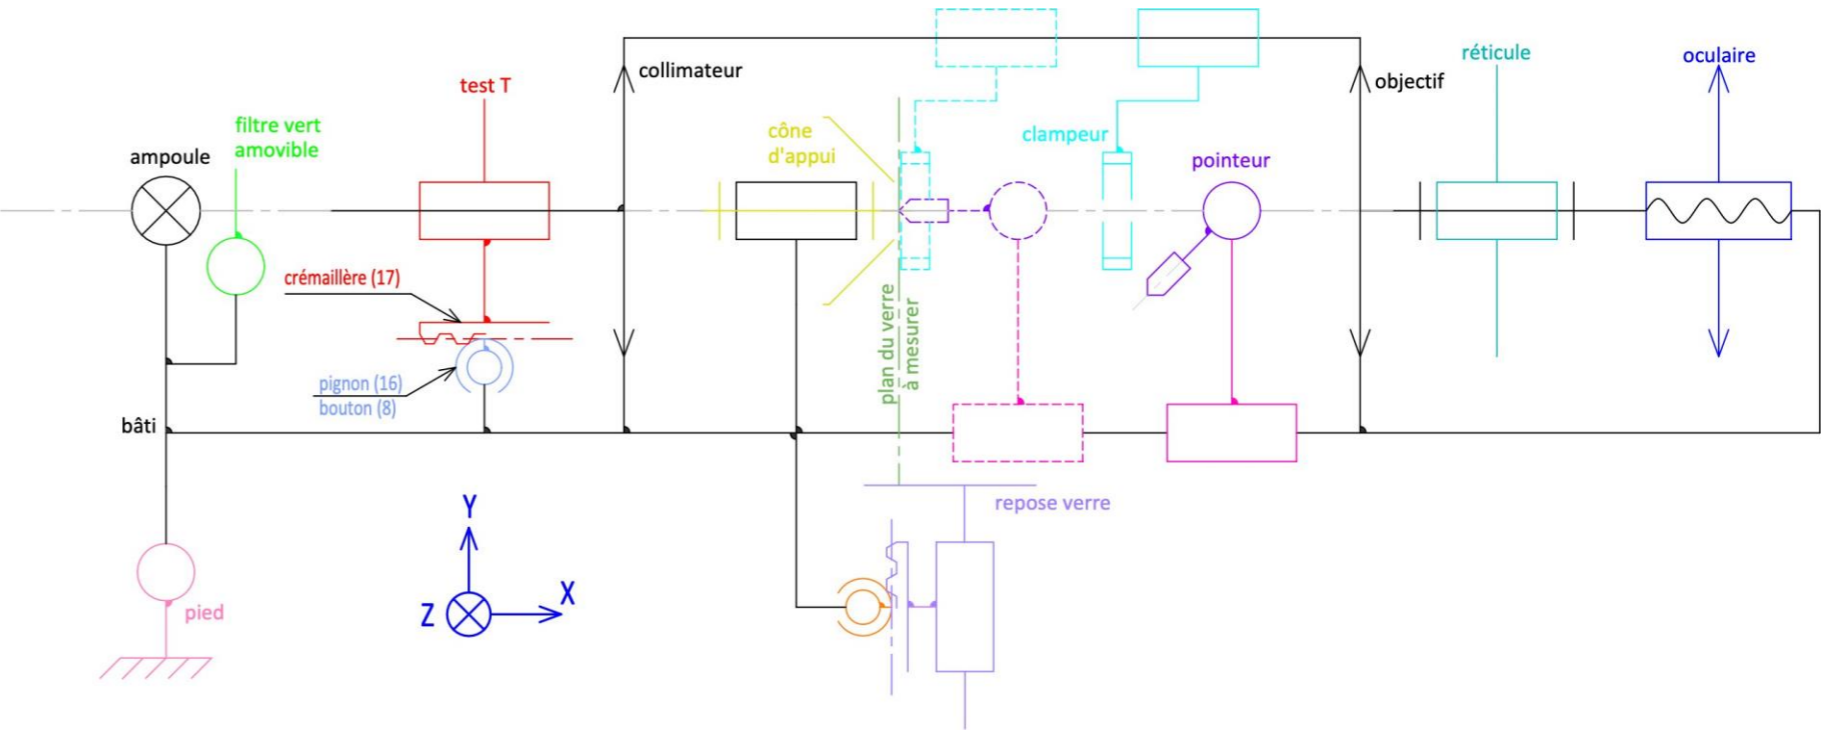 réticule
oculaire
collimateur
objectif
test T
filtre vert
amovible
cône
d'appui
clampeur
ampoule
pointeur
crémaillère (17)
plan du verre
à mesurer
pignon (16)
bouton (8)
bâti
Y
repose verre
X
Z
pied